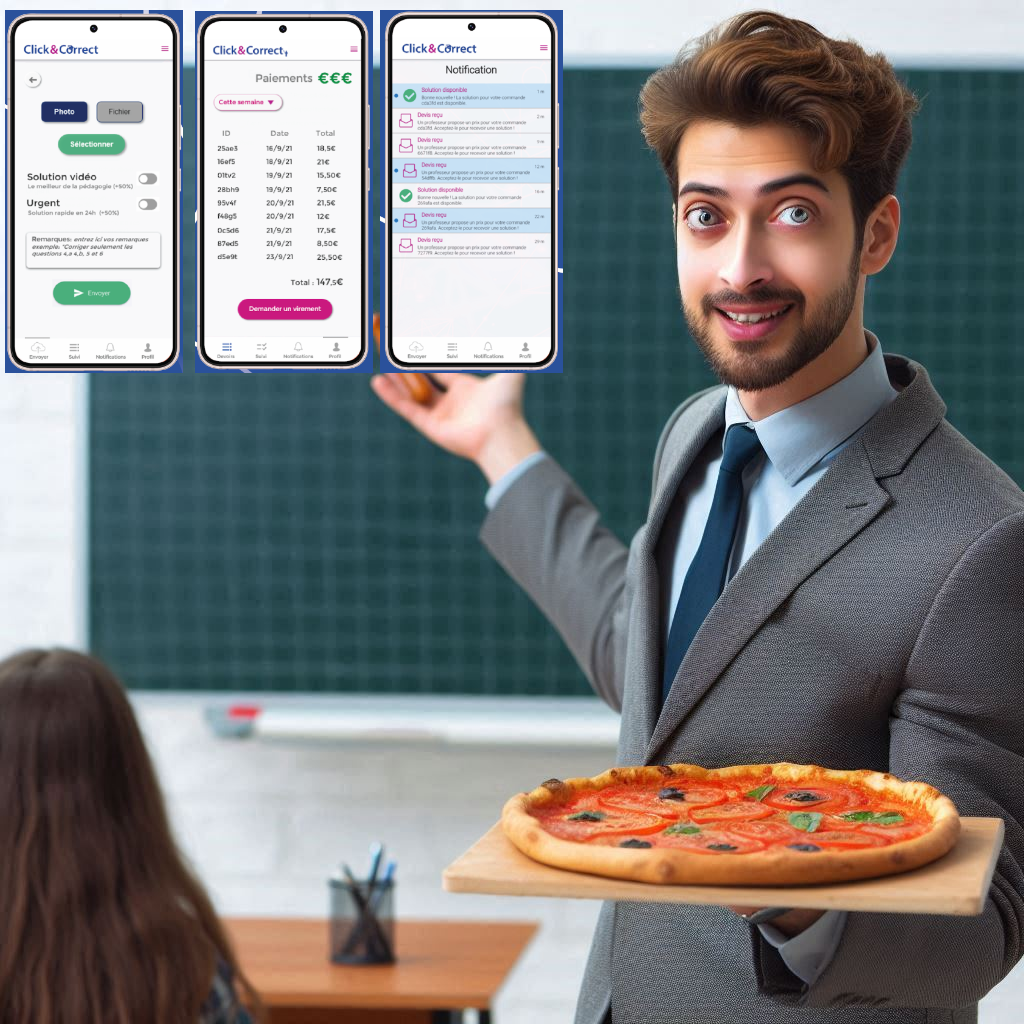 Click&Correct
Photo
Fichier
Sélectionner
Solution vidéo
Le meilleur de la pédagogie (+50%)
Urgent
Solution rapide en 24h (+50%)
Remarques: entrez ici vos remarques
exemple: "Corriger seulement les
questions 4.a 4.b, 5 et 6
Envoyer
Envoyer
Suivi
Notifications
Profil
Click&Correct
Paiements €€€
Cette semaine
ID Date Total
25ae3 16/9/21 18,5€
16ef5 18/9/21 21€
D1tv2 19/9/21 15,50€
28bh9 19/9/21 7,50€
95v4f 20/9/21 21,5€
f48g5 20/9/21 12€
Dc5d6 21/9/21 17,5€
87ed5 21/9/21 8,50€
d5e9t 23/9/21 25,50€
Total : 147,5€
Demander un virement
Devoirs
Suivi
Notifications
Profil
Click&Correct
Notification
Solution disponible
Bonne nouvelle ! La solution pour votre commande
est disponible.
Devis reçu
Un professeur propose un prix pour votre commande
Acceptez-le pour recevoir une solution !
Devis reçu
Un professeur propose un prix pour votre commande
Acceptez-le pour recevoir une solution !
Devis reçu
Un professeur propose un prix pour votre commande
Acceptez-le pour recevoir une solution !
Solution disponible
Bonne nouvelle ! La solution pour votre commande
est disponible.
Devis reçu
Un professeur propose un prix pour votre commande
Acceptez-le pour recevoir une solution !
Devis reçu
Un professeur propose un prix pour votre commande
Acceptez-le pour recevoir une solution !
Envoyer
Suivi
Notifications
Profil